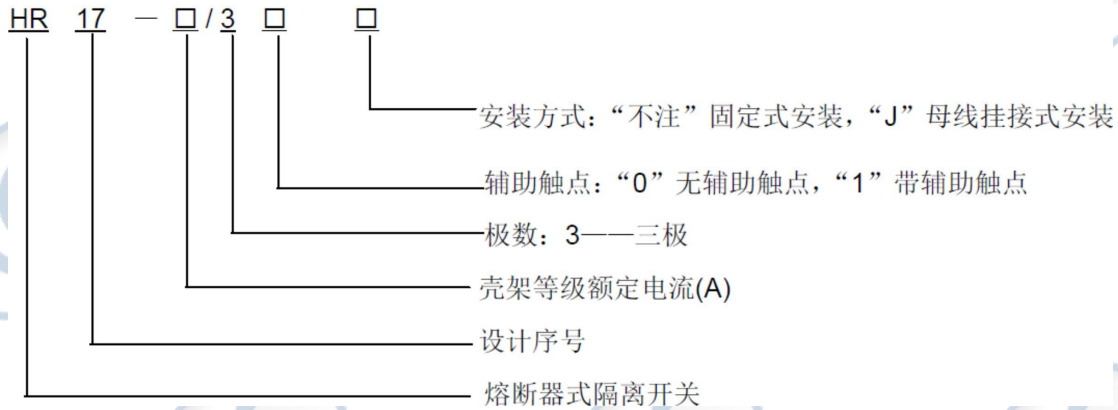 HR 17 — □ / 3 □ □
安装方式：“不注”固定式安装，“J”母线挂接式安装
辅助触点：“0”无辅助触点，“1”带辅助触点
极数：3——三极
壳架等级额定电流(A)
设计序号
熔断器式隔离开关